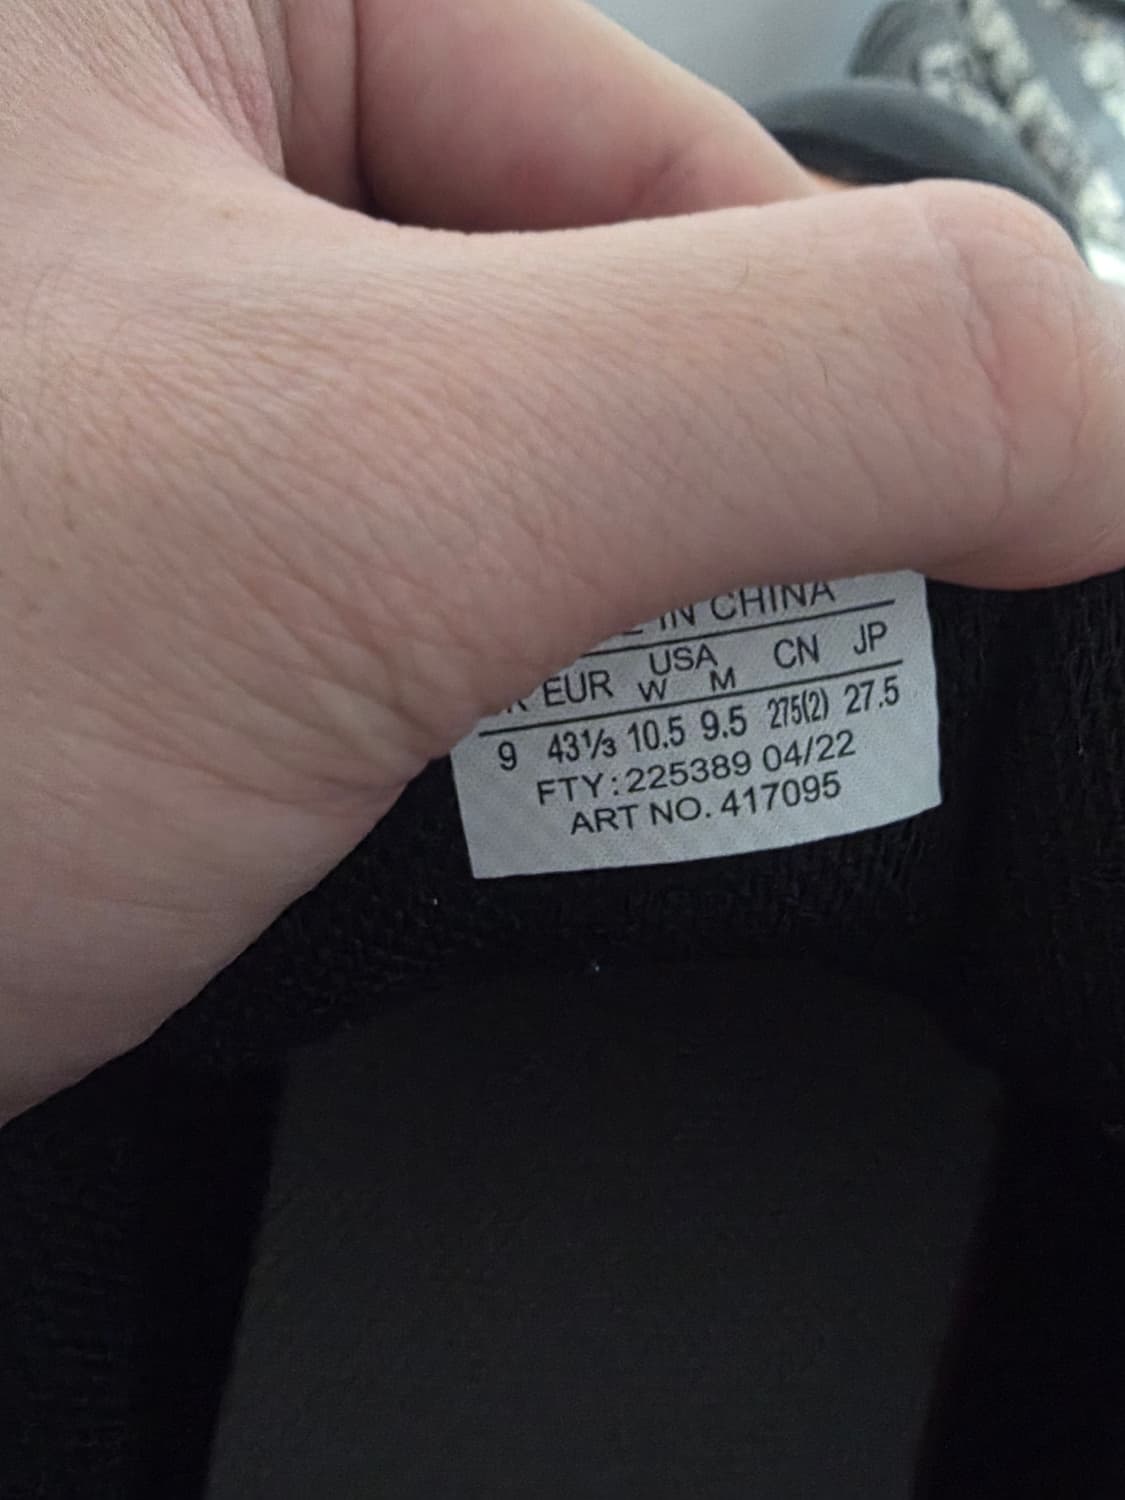 IN CHINA
EUR USA CN JP
W M
9 43⅓ 10.5 9.5 275(2) 27.5
FTY:225389 04/22
ART NO. 417095